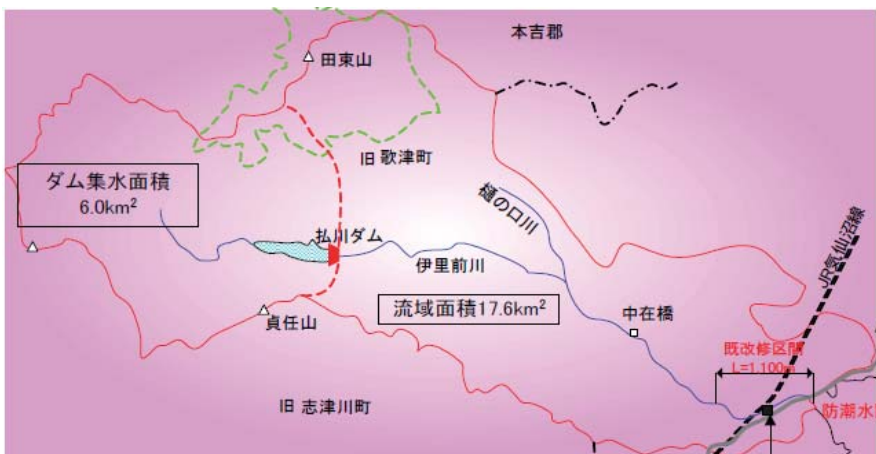 本吉郡
田東山
旧 歌津町
ダム集水面積
6.0km²
樋の口川
払川ダム
伊里前川
JR気仙沼線
流域面積17.6km²
貞任山
中在橋
既改修区間
L=1,100m
旧 志津川町
防潮水